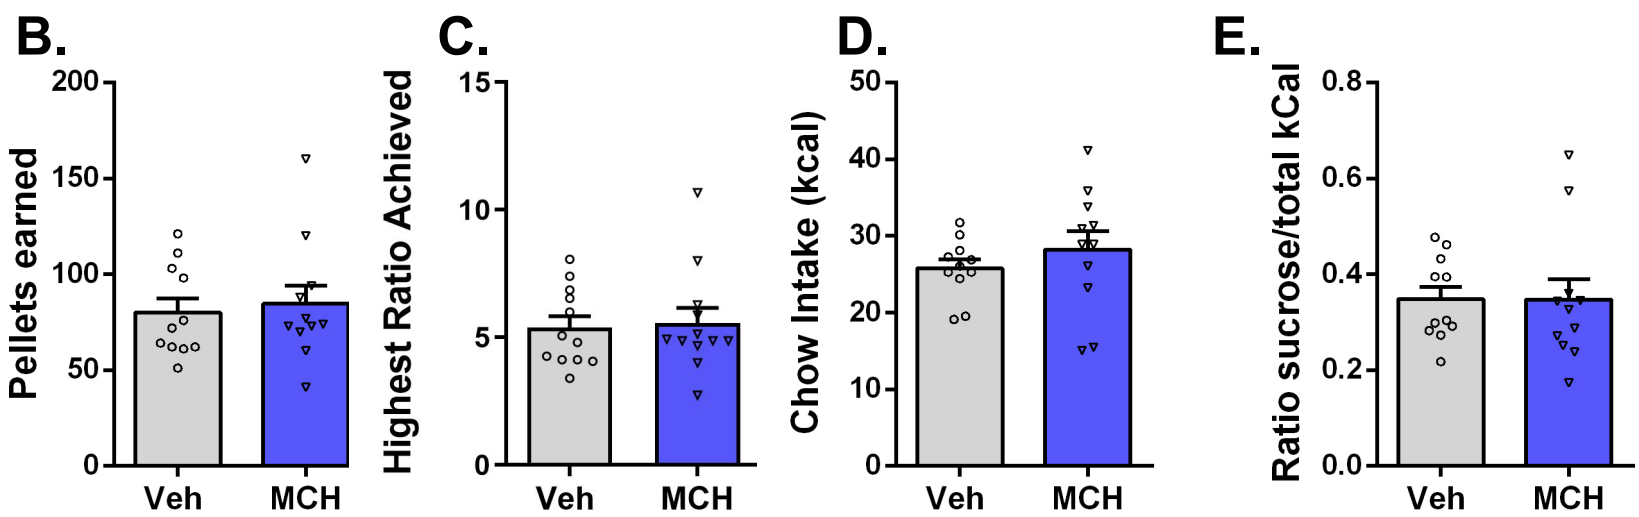 B.
Pellets earned
200
150
100
50
0
Veh MCH
C.
Highest Ratio Achieved
15
10
5
0
Veh MCH
D.
Chow Intake (kcal)
50
40
30
20
10
0
Veh MCH
E.
Ratio sucrose/total kCal
0.8
0.6
0.4
0.2
0.0
Veh MCH